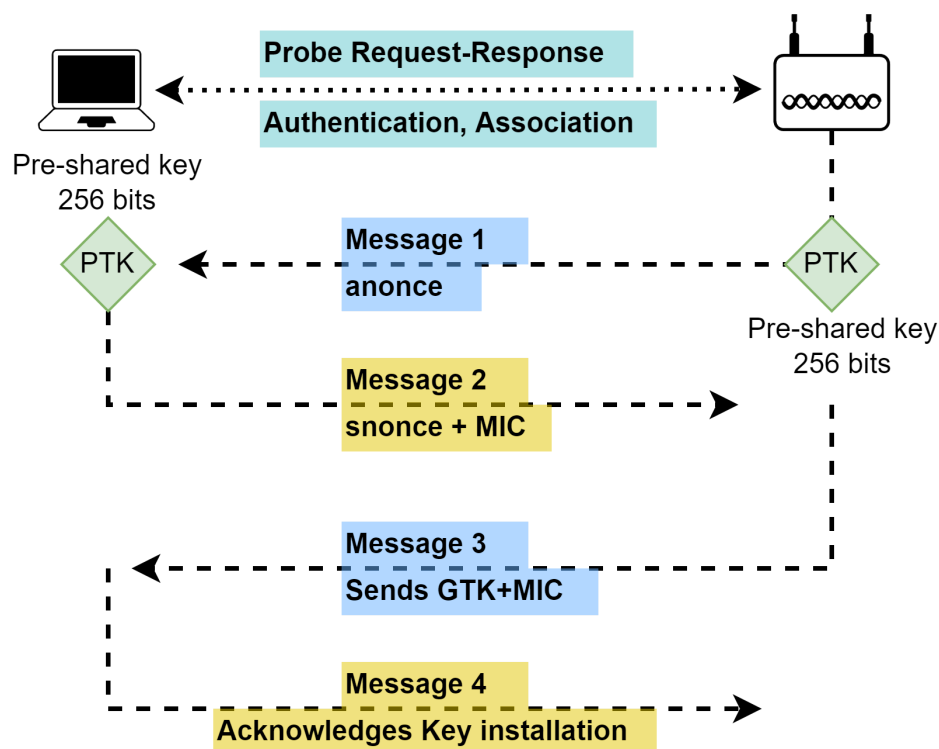 Probe Request-Response
Authentication, Association
Pre-shared key
256 bits
PTK
Message 1
anonce
PTK
Pre-shared key
256 bits
Message 2
snonce + MIC
Message 3
Sends GTK+MIC
Message 4
Acknowledges Key installation